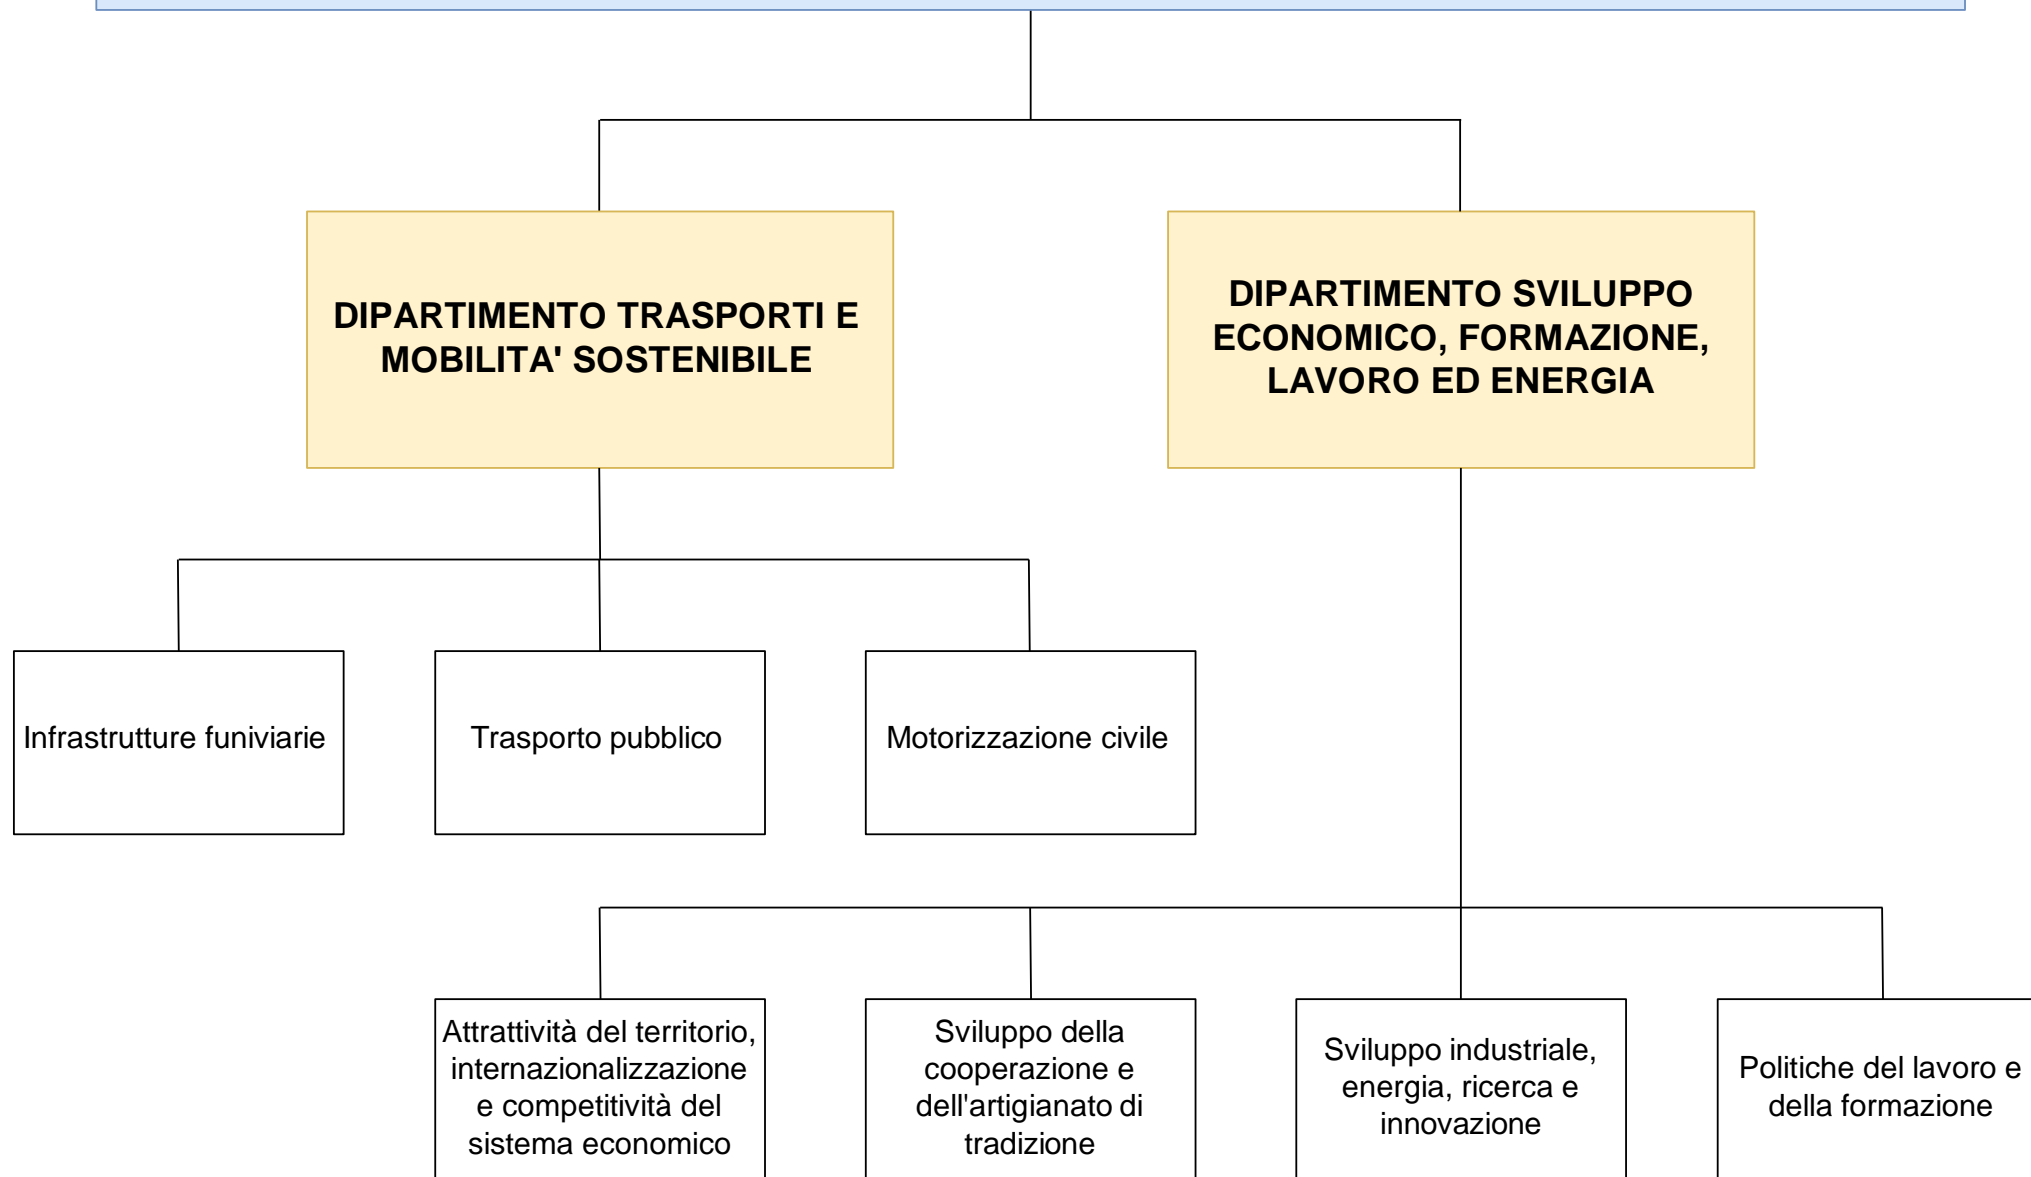 DIPARTIMENTO TRASPORTI E
MOBILITA' SOSTENIBILE
DIPARTIMENTO SVILUPPO
ECONOMICO, FORMAZIONE,
LAVORO ED ENERGIA
Infrastrutture funiviarie
Trasporto pubblico
Motorizzazione civile
Attrattività del territorio,
internazionalizzazione
e competitività del
sistema economico
Sviluppo della
cooperazione e
dell'artigianato di
tradizione
Sviluppo industriale,
energia, ricerca e
innovazione
Politiche del lavoro e
della formazione